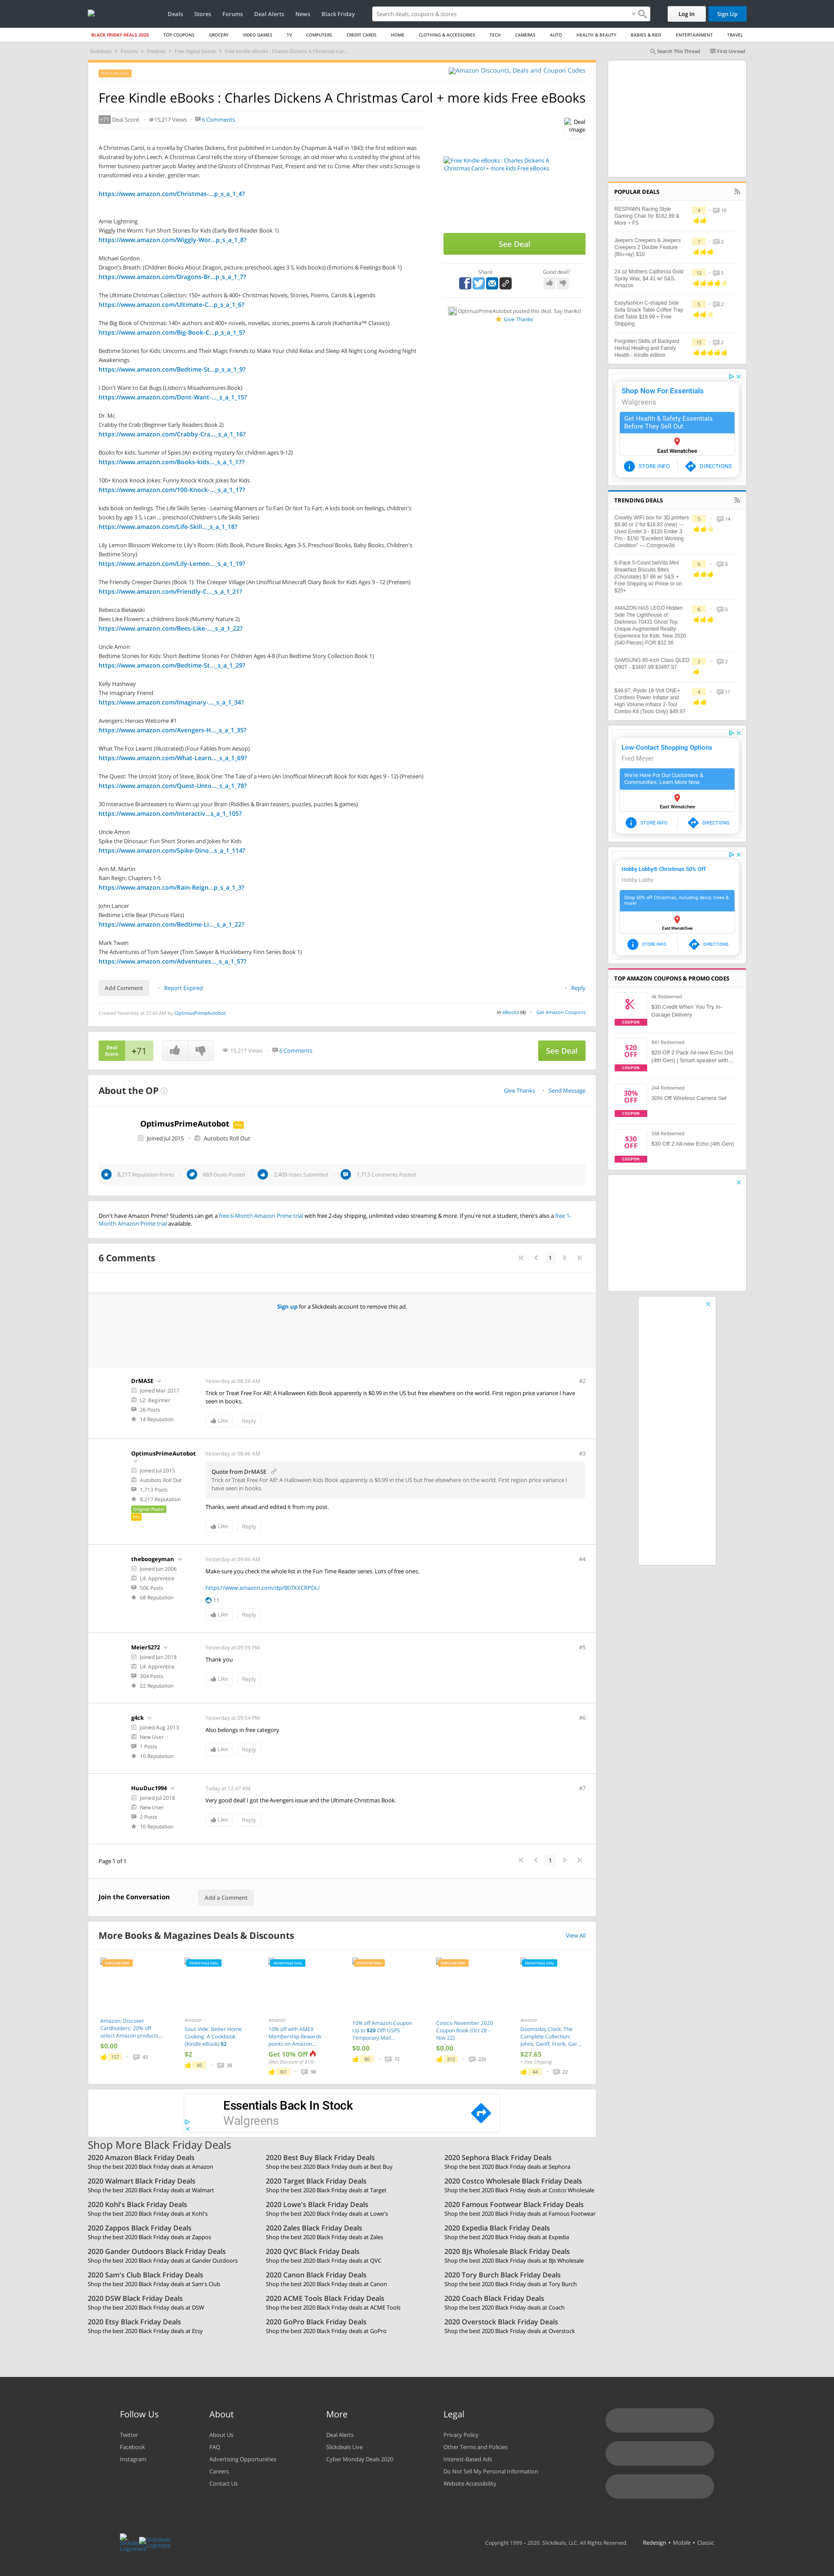 Deals Stores Forums Deal Alerts News Black Friday
Search deals, coupons & stores
Log In Sign Up
BLACK FRIDAY DEALS 2020 TOP COUPONS GROCERY VIDEO GAMES TV COMPUTERS CREDIT CARDS HOME CLOTHING & ACCESSORIES TECH CAMERAS AUTO HEALTH & BEAUTY BABIES & KIDS ENTERTAINMENT TRAVEL
Slickdeals Forums Freebies Free Digital Goods Free Kindle eBooks : Charles Dickens A Christmas Car...
Search This Thread First Unread
POPULAR DEAL
Amazon Discounts, Deals and Coupon Codes
Free Kindle eBooks : Charles Dickens A Christmas Carol + more kids Free eBooks
+71 Deal Score 15,217 Views 6 Comments
A Christmas Carol, is a novella by Charles Dickens, first published in London by Chapman & Hall in 1843; the first edition was
illustrated by John Leech. A Christmas Carol tells the story of Ebenezer Scrooge, an old miser who is visited by the ghost of his
former business partner Jacob Marley and the Ghosts of Christmas Past, Present and Yet to Come. After their visits Scrooge is
transformed into a kinder, gentler man.
https://www.amazon.com/Christmas-...p_s_a_1_4?
Arnie Lightning
Wiggly the Worm: Fun Short Stories for Kids (Early Bird Reader Book 1)
https://www.amazon.com/Wiggly-Wor...p_s_a_1_8?
Michael Gordon
Dragon's Breath: (Children Books About Dragon, picture, picture, ages 3 5, kids books) (Emotions & Feelings Book 1)
https://www.amazon.com/Dragons-Br...p_s_a_1_7?
The Ultimate Christmas Collection: 150+ authors & 400+ Christmas Novels, Stories, Poems, Carols & Legends
https://www.amazon.com/Ultimate-C...p_s_a_1_6?
The Big Book of Christmas: 140+ authors and 400+ novels, novellas, stories, poems & carols (Kathartika™ Classics)
https://www.amazon.com/Big-Book-C...p_s_a_1_5?
Bedtime Stories for Kids: Unicorns and Their Magic Friends to Make Your Child Relax and Sleep All Night Long Avoiding Night
Awakenings
https://www.amazon.com/Bedtime-St...p_s_a_1_9?
I Don't Want to Eat Bugs (Lisbon's Misadventures Book)
https://www.amazon.com/Dont-Want-..._s_a_1_15?
Dr. Mc
Crabby the Crab (Beginner Early Readers Book 2)
https://www.amazon.com/Crabby-Cra..._s_a_1_16?
Books for kids: Summer of Spies (An exciting mystery for children ages 9-12)
https://www.amazon.com/Books-kids..._s_a_1_17?
100+ Knock Knock Jokes: Funny Knock Knock Jokes for Kids
https://www.amazon.com/100-Knock-..._s_a_1_17?
kids book on feelings: The Life Skills Series - Learning Manners or To Fart Or Not To Fart: A kids book on feelings, children's
books by age 3 5, i can ... preschool (Children's Life Skills Series)
https://www.amazon.com/Life-Skill..._s_a_1_18?
Lily Lemon Blossom Welcome to Lily's Room: (Kids Book, Picture Books, Ages 3-5, Preschool Books, Baby Books, Children's
Bedtime Story)
https://www.amazon.com/Lily-Lemon..._s_a_1_19?
The Friendly Creeper Diaries (Book 1): The Creeper Village (An Unofficial Minecraft Diary Book for Kids Ages 9 - 12 (Preteen)
https://www.amazon.com/Friendly-C..._s_a_1_21?
Rebecca Bielawski
Bees Like Flowers: a childrens book (Mummy Nature 2)
https://www.amazon.com/Bees-Like-..._s_a_1_22?
Uncle Amon
Bedtime Stories for Kids: Short Bedtime Stories For Children Ages 4-8 (Fun Bedtime Story Collection Book 1)
https://www.amazon.com/Bedtime-St..._s_a_1_29?
Kelly Hashway
The Imaginary Friend
https://www.amazon.com/Imaginary-..._s_a_1_34?
Avengers: Heroes Welcome #1
https://www.amazon.com/Avengers-H..._s_a_1_35?
What The Fox Learnt (Illustrated) (Four Fables from Aesop)
https://www.amazon.com/What-Learn..._s_a_1_69?
The Quest: The Untold Story of Steve, Book One: The Tale of a Hero (An Unofficial Minecraft Book for Kids Ages 9 - 12) (Preteen)
https://www.amazon.com/Quest-Unto..._s_a_1_78?
30 Interactive Brainteasers to Warm up your Brain (Riddles & Brain teasers, puzzles, puzzles & games)
https://www.amazon.com/Interactiv...s_a_1_105?
Uncle Amon
Spike the Dinosaur: Fun Short Stories and Jokes for Kids
https://www.amazon.com/Spike-Dino...s_a_1_114?
Ann M. Martin
Rain Reign, Chapters 1-5
https://www.amazon.com/Rain-Reign...p_s_a_1_3?
John Lancer
Bedtime Little Bear (Picture Flats)
https://www.amazon.com/Bedtime-Li..._s_a_1_22?
Mark Twain
The Adventures of Tom Sawyer (Tom Sawyer & Huckleberry Finn Series Book 1)
https://www.amazon.com/Adventures..._s_a_1_57?
Add Comment Report Expired Reply
Created Yesterday at 07:43 AM by OptimusPrimeAutobot
in eBooks (4) Get Amazon Coupons
Deal Image
Free Kindle eBooks : Charles Dickens A
Christmas Carol + more kids Free eBooks
See Deal
Share Good deal?
OptimusPrimeAutobot posted this deal. Say thanks!
Give Thanks
Deal Score +71 15,217 Views 6 Comments See Deal
About the OP Give Thanks Send Message
OptimusPrimeAutobot Pro
Joined Jul 2015 Autobots Roll Out
8,217 Reputation Points 669 Deals Posted 2,409 Votes Submitted 1,713 Comments Posted
Don't have Amazon Prime? Students can get a free 6-Month Amazon Prime trial with free 2-day shipping, unlimited video streaming & more. If you're not a student, there's also a free 1-
Month Amazon Prime trial available.
6 Comments 1
Sign up for a Slickdeals account to remove this ad.
DrMASE
Joined Mar 2017
L2: Beginner
26 Posts
14 Reputation
Yesterday at 08:28 AM #2
Trick or Treat Free For All!: A Halloween Kids Book apparently is $0.99 in the US but free elsewhere on the world. First region price variance I have
seen in books.
Like Reply
OptimusPrimeAutobot
Joined Jul 2015
Autobots Roll Out
1,713 Posts
8,217 Reputation
Original Poster
Pro
Yesterday at 08:46 AM #3
Quote from DrMASE
Trick or Treat Free For All!: A Halloween Kids Book apparently is $0.99 in the US but free elsewhere on the world. First region price variance I
have seen in books.
Thanks, went ahead and edited it from my post.
Like Reply
theboogeyman
Joined Jun 2006
L4: Apprentice
506 Posts
68 Reputation
Yesterday at 09:46 AM #4
Make sure you check the whole list in the Fun Time Reader series. Lots of free ones.
https://www.amazon.com/dp/B07XXCRPDL/
11
Like Reply
Meier5272
Joined Jan 2018
L4: Apprentice
304 Posts
22 Reputation
Yesterday at 09:39 PM #5
Thank you
Like Reply
g4ck
Joined Aug 2013
New User
1 Posts
10 Reputation
Yesterday at 09:54 PM #6
Also belongs in free category
Like Reply
HuuDuc1994
Joined Jul 2018
New User
2 Posts
10 Reputation
Today at 12:47 AM #7
Very good deal! I got the Avengers issue and the Ultimate Christmas Book.
Like Reply
Page 1 of 1 1
Join the Conversation Add a Comment
More Books & Magazines Deals & Discounts View All
POPULAR DEAL
Amazon: Discover
Cardholders: 20% off
select Amazon products...
$0.00
157 43
FRONTPAGE DEAL
Amazon
Sous Vide: Better Home
Cooking: A Cookbook
(Kindle eBook) $2
$2
45 38
FRONTPAGE DEAL
Amazon
10% off with AMEX
Membership Rewards
points on Amazon....
Get 10% Off
(Max Discount of $15)
301 98
POPULAR DEAL
10% off Amazon Coupon
Up to $20 Off! USPS
Temporary Mail...
$0.00
80 72
POPULAR DEAL
Costco November 2020
Coupon Book (Oct 28 -
Nov 22)
$0.00
312 225
FRONTPAGE DEAL
Amazon
Doomsday Clock: The
Complete Collection:
Johns, Geoff, Frank, Gar...
$27.65
+ Free Shipping
44 22
Essentials Back In Stock
Walgreens
Shop More Black Friday Deals
2020 Amazon Black Friday Deals
Shop the best 2020 Black Friday deals at Amazon
2020 Best Buy Black Friday Deals
Shop the best 2020 Black Friday deals at Best Buy
2020 Sephora Black Friday Deals
Shop the best 2020 Black Friday deals at Sephora
2020 Walmart Black Friday Deals
Shop the best 2020 Black Friday deals at Walmart
2020 Target Black Friday Deals
Shop the best 2020 Black Friday deals at Target
2020 Costco Wholesale Black Friday Deals
Shop the best 2020 Black Friday deals at Costco Wholesale
2020 Kohl's Black Friday Deals
Shop the best 2020 Black Friday deals at Kohl's
2020 Lowe's Black Friday Deals
Shop the best 2020 Black Friday deals at Lowe's
2020 Famous Footwear Black Friday Deals
Shop the best 2020 Black Friday deals at Famous Footwear
2020 Zappos Black Friday Deals
Shop the best 2020 Black Friday deals at Zappos
2020 Zales Black Friday Deals
Shop the best 2020 Black Friday deals at Zales
2020 Expedia Black Friday Deals
Shop the best 2020 Black Friday deals at Expedia
2020 Gander Outdoors Black Friday Deals
Shop the best 2020 Black Friday deals at Gander Outdoors
2020 QVC Black Friday Deals
Shop the best 2020 Black Friday deals at QVC
2020 BJs Wholesale Black Friday Deals
Shop the best 2020 Black Friday deals at BJs Wholesale
2020 Sam's Club Black Friday Deals
Shop the best 2020 Black Friday deals at Sam's Club
2020 Canon Black Friday Deals
Shop the best 2020 Black Friday deals at Canon
2020 Tory Burch Black Friday Deals
Shop the best 2020 Black Friday deals at Tory Burch
2020 DSW Black Friday Deals
Shop the best 2020 Black Friday deals at DSW
2020 ACME Tools Black Friday Deals
Shop the best 2020 Black Friday deals at ACME Tools
2020 Coach Black Friday Deals
Shop the best 2020 Black Friday deals at Coach
2020 Etsy Black Friday Deals
Shop the best 2020 Black Friday deals at Etsy
2020 GoPro Black Friday Deals
Shop the best 2020 Black Friday deals at GoPro
2020 Overstock Black Friday Deals
Shop the best 2020 Black Friday deals at Overstock
POPULAR DEALS
RESPAWN Racing Style
Gaming Chair for $162.89 &
More + FS
4 10
Jeepers Creepers & Jeepers
Creepers 2 Double Feature
(Blu-ray) $10
7 2
24 oz Mothers California Gold
Spray Wax, $4.41 w/ S&S,
Amazon
12 5
Easyfashion C-shaped Side
Sofa Snack Table Coffee Tray
End Table $19.99 + Free
Shipping
5 2
Forgotten Skills of Backyard
Herbal Healing and Family
Health - Kindle edition
15 2
Shop Now For Essentials
Walgreens
Get Health & Safety Essentials
Before They Sell Out.
East Wenatchee
STORE INFO DIRECTIONS
TRENDING DEALS
Creality WIFI box for 3D printers
$9.90 or 2 for $16.83 (new) ---
Used Ender 3 - $120 Ender 3
Pro - $150 "Excellent Working
Condition" --- Comgrow3d
5 14
6-Pack 5-Count belVita Mini
Breakfast Biscuits Bites
(Chocolate) $7.86 w/ S&S +
Free Shipping w/ Prime or on
$25+
6 0
AMAZON HAS LEGO Hidden
Side The Lighthouse of
Darkness 70431 Ghost Toy,
Unique Augmented Reality
Experience for Kids, New 2020
(540 Pieces) FOR $32.36
6 0
SAMSUNG 85-inch Class QLED
Q90T - $3497.99 $3497.97
2 2
$49.97, Ryobi 18-Volt ONE+
Cordless Power Inflator and
High Volume Inflator 2-Tool
Combo Kit (Tools Only) $49.97
4 11
Low-Contact Shopping Options
Fred Meyer
We're Here For Our Customers &
Communities. Learn More Now.
East Wenatchee
STORE INFO DIRECTIONS
Hobby Lobby® Christmas 50% Off
Hobby Lobby
Shop 50% off Christmas, including décor, trees &
more!
East Wenatchee
STORE INFO DIRECTIONS
TOP AMAZON COUPONS & PROMO CODES
COUPON
4k Redeemed
$30 Credit When You Try In-
Garage Delivery
$20 OFF
COUPON
841 Redeemed
$20 Off 2 Pack All-new Echo Dot
(4th Gen) | Smart speaker with...
30% OFF
COUPON
244 Redeemed
30% Off Wireless Camera Set
$30 OFF
COUPON
568 Redeemed
$30 Off 2 All-new Echo (4th Gen)
Follow Us
Twitter
Facebook
Instagram
About
About Us
FAQ
Advertising Opportunities
Careers
Contact Us
More
Deal Alerts
Slickdeals Live
Cyber Monday Deals 2020
Legal
Privacy Policy
Other Terms and Policies
Interest-Based Ads
Do Not Sell My Personal Information
Website Accessibility
Slickdeals Logomark Slickdeals Logotype
Copyright 1999 - 2020. Slickdeals, LLC. All Rights Reserved. Redesign • Mobile • Classic